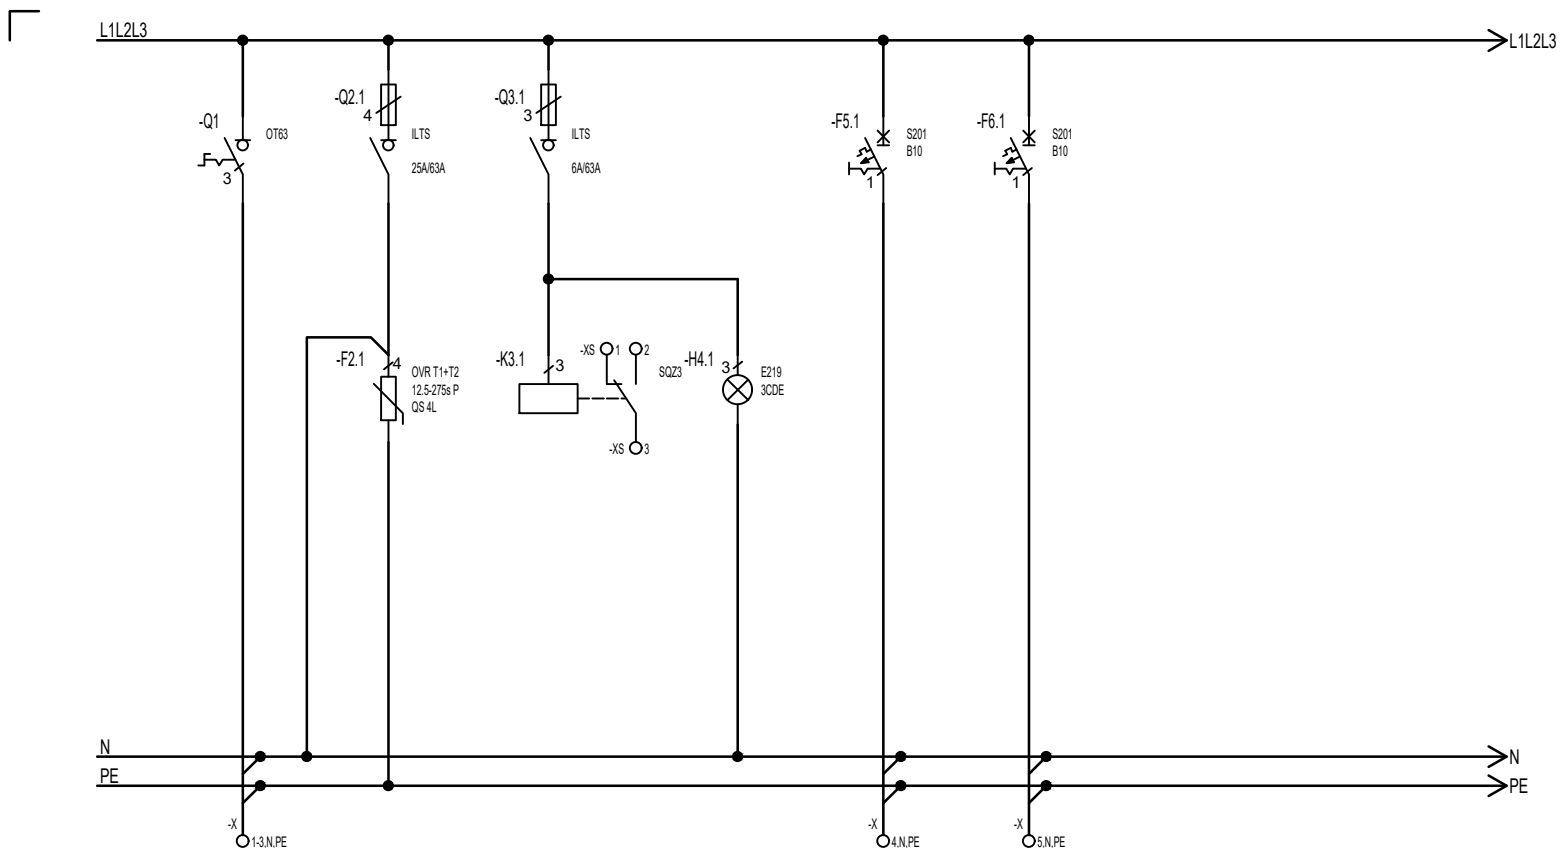 L1L2L3
L1L2L3
-Q1
OT63
3
-Q2.1
4
ILTS
25A/63A
-Q3.1
3
ILTS
6A/63A
-F5.1
S201
B10
1
-F6.1
S201
B10
1
-F2.1
4
OVR T1+T2
12.5-275s P
QS 4L
-K3.1
3
-XS
1
2
SQZ3
-XS
3
-H4.1
3
E219
3CDE
N
N
PE
PE
-X
1-3,N,PE
-X
4,N,PE
-X
5,N,PE